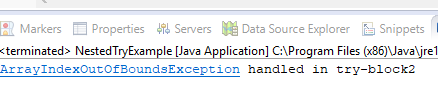 Markers Properties Servers Data Source Explorer Snippets
<terminated> NestedTryExample [Java Application] C:\Program Files (x86)\Java\jre1
ArrayIndexOutOfBoundsException handled in try-block2